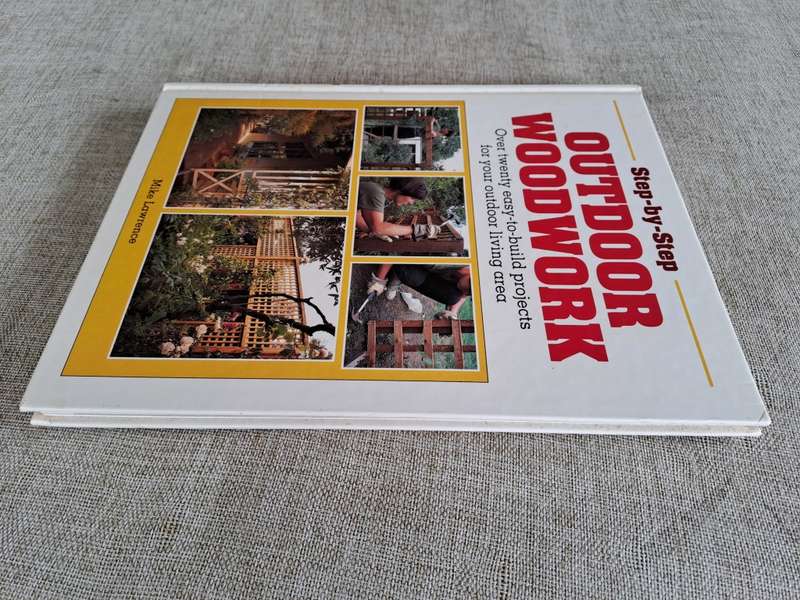 Step-by-Step
OUTDOOR
WOODWORK
Over twenty easy-to-build projects
for your outdoor living area
Mike Lawrence